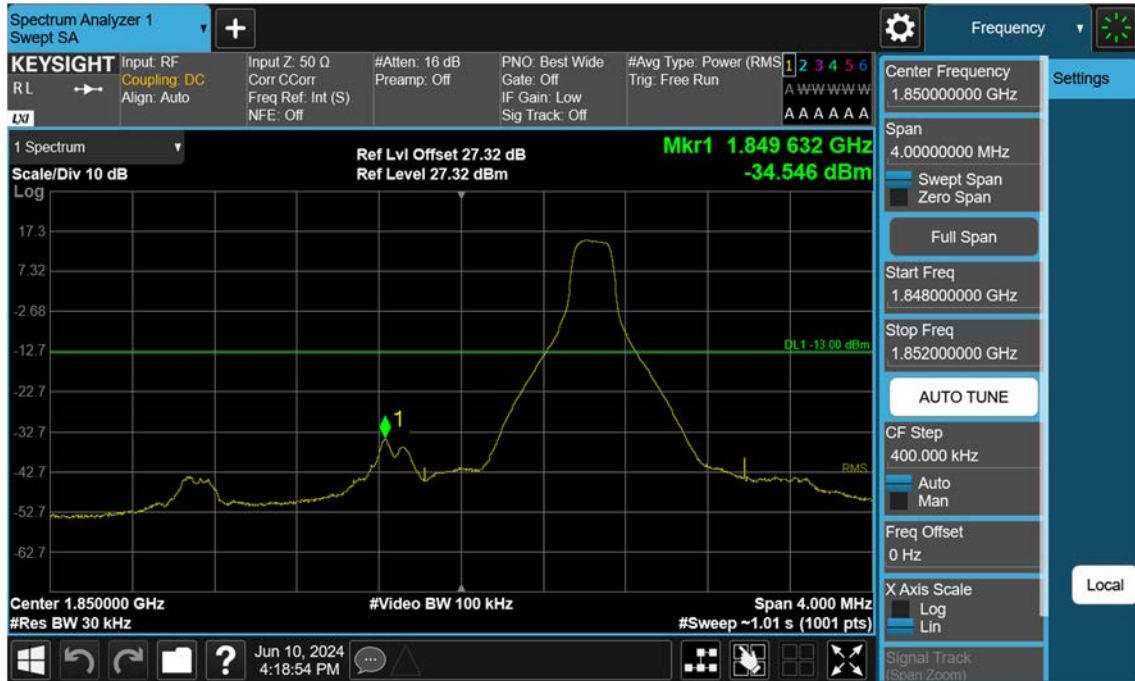 Spectrum Analyzer 1
Swept SA
Frequency
KEYSIGHT
R L
LXI
Input: RF
Coupling: DC
Align: Auto
Input Z: 50 Ω
Corr CCorr
Freq Ref: Int (S)
NFE: Off
#Atten: 16 dB
Preamp: Off
PNO: Best Wide
Gate: Off
IF Gain: Low
Sig Track: Off
#Avg Type: Power (RMS
Trig: Free Run
1 2 3 4 5 6
A W W W W W
A A A A A A
1 Spectrum
Scale/Div 10 dB
Log
Ref Lvl Offset 27.32 dB
Ref Level 27.32 dBm
Mkr1 1.849 632 GHz
-34.546 dBm
17.3
7.32
-2.68
-12.7
-22.7
-32.7
-42.7
-52.7
-62.7
DL1 -13.00 dBm
1
RMS
Center 1.850000 GHz
#Res BW 30 kHz
#Video BW 100 kHz
Span 4.000 MHz
#Sweep ~1.01 s (1001 pts)
Center Frequency
1.850000000 GHz
Span
4.00000000 MHz
Swept Span
Zero Span
Full Span
Start Freq
1.848000000 GHz
Stop Freq
1.852000000 GHz
AUTO TUNE
CF Step
400.000 kHz
Auto
Man
Freq Offset
0 Hz
X Axis Scale
Log
Lin
Signal Track
(Span Zoom)
Settings
Local
?
Jun 10, 2024
4:18:54 PM